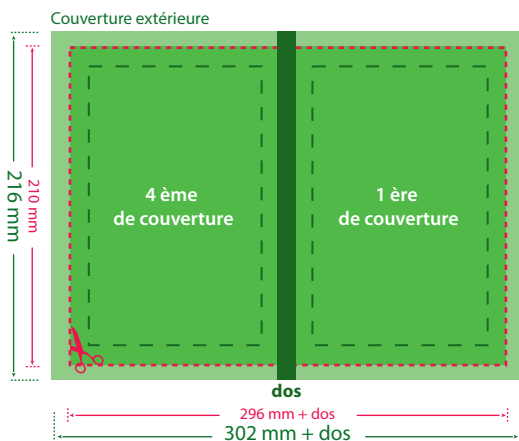 Couverture extérieure
216 mm
210 mm
4 ème
de couverture
1 ère
de couverture
dos
296 mm + dos
302 mm + dos